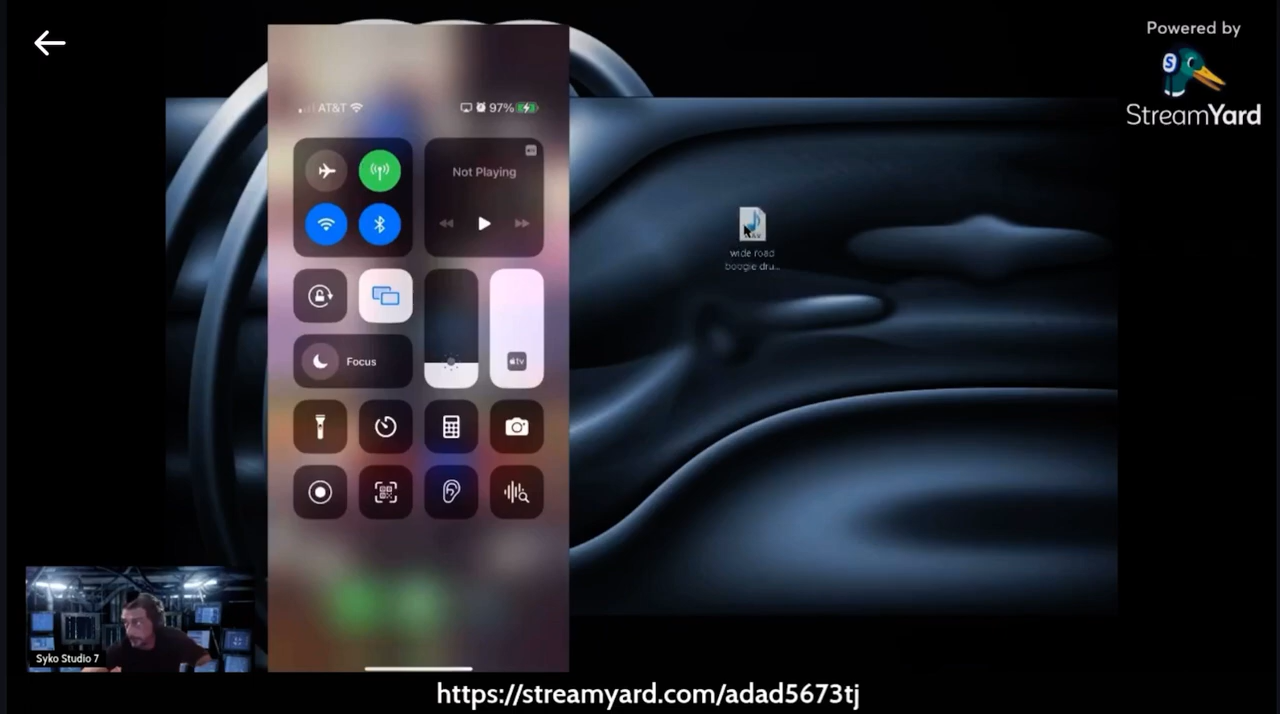 Powered by
StreamYard
AT&T
97%
Not Playing
tv
Focus
wide road
boogie dru...
Syko Studio 7
https://streamyard.com/adad5673tj